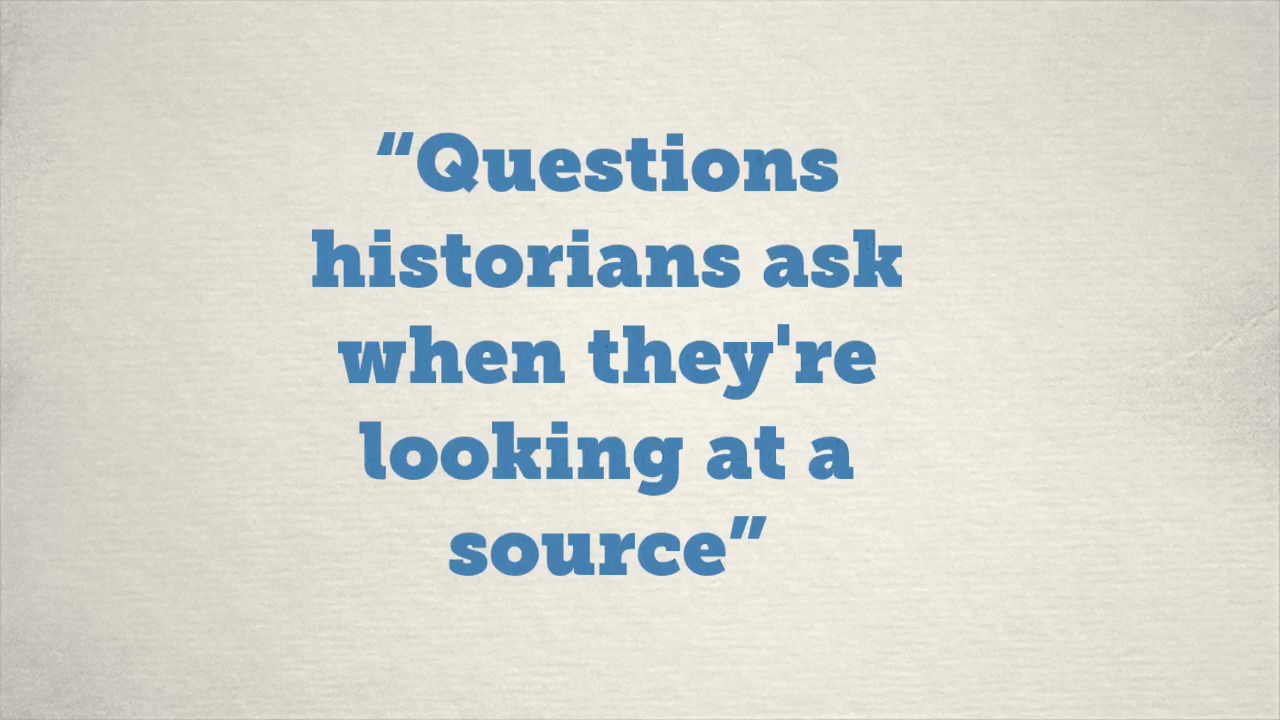 “Questions
historians ask
when they're
looking at a
source”